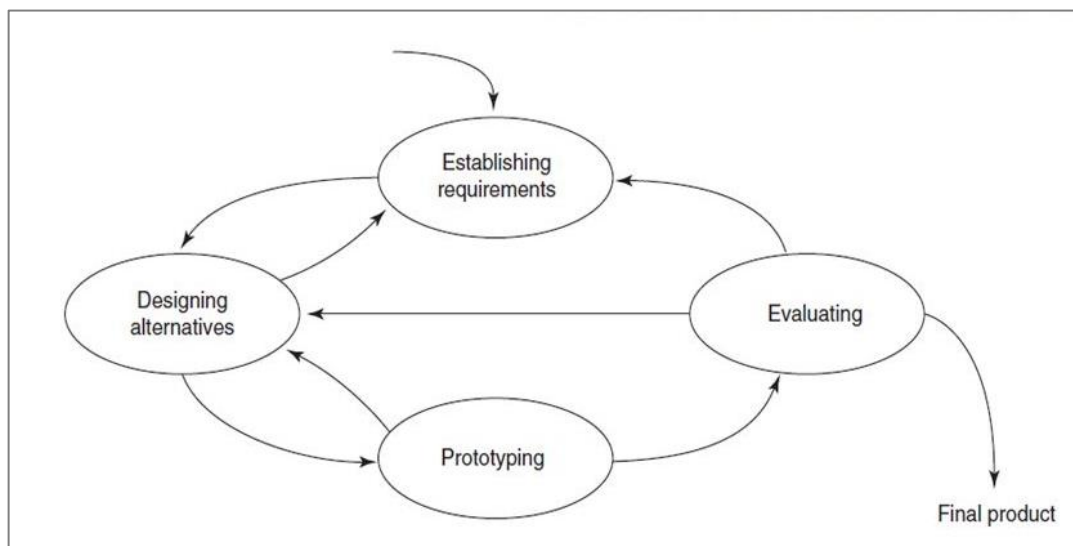 Establishing
requirements
Designing
alternatives
Evaluating
Prototyping
Final product